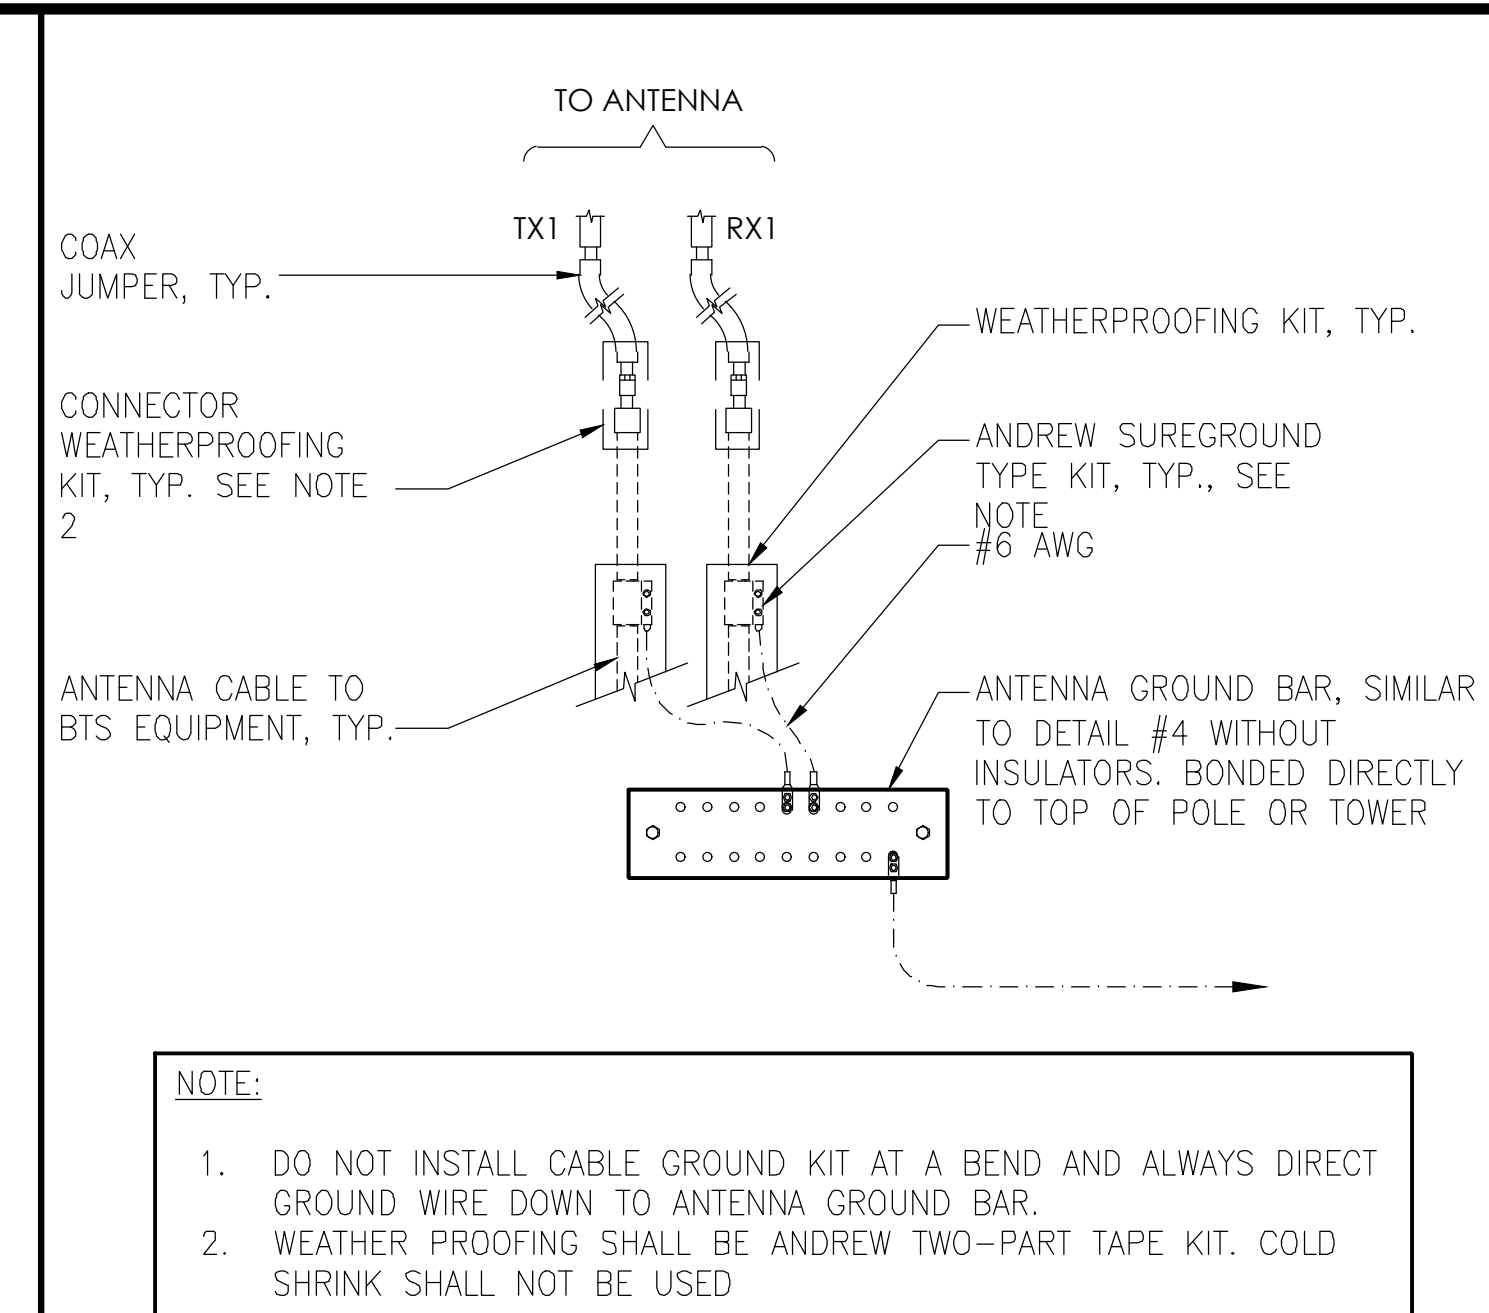 TO ANTENNA
TX1
RX1
COAX
JUMPER, TYP.
WEATHERPROOFING KIT, TYP.
CONNECTOR
WEATHERPROOFING
KIT, TYP. SEE NOTE
2
ANDREW SUREGROUND
TYPE KIT, TYP., SEE
NOTE
#6 AWG
ANTENNA CABLE TO
BTS EQUIPMENT, TYP.
ANTENNA GROUND BAR, SIMILAR
TO DETAIL #4 WITHOUT
INSULATORS. BONDED DIRECTLY
TO TOP OF POLE OR TOWER
NOTE:
1. DO NOT INSTALL CABLE GROUND KIT AT A BEND AND ALWAYS DIRECT
GROUND WIRE DOWN TO ANTENNA GROUND BAR.
2. WEATHER PROOFING SHALL BE ANDREW TWO-PART TAPE KIT. COLD
SHRINK SHALL NOT BE USED